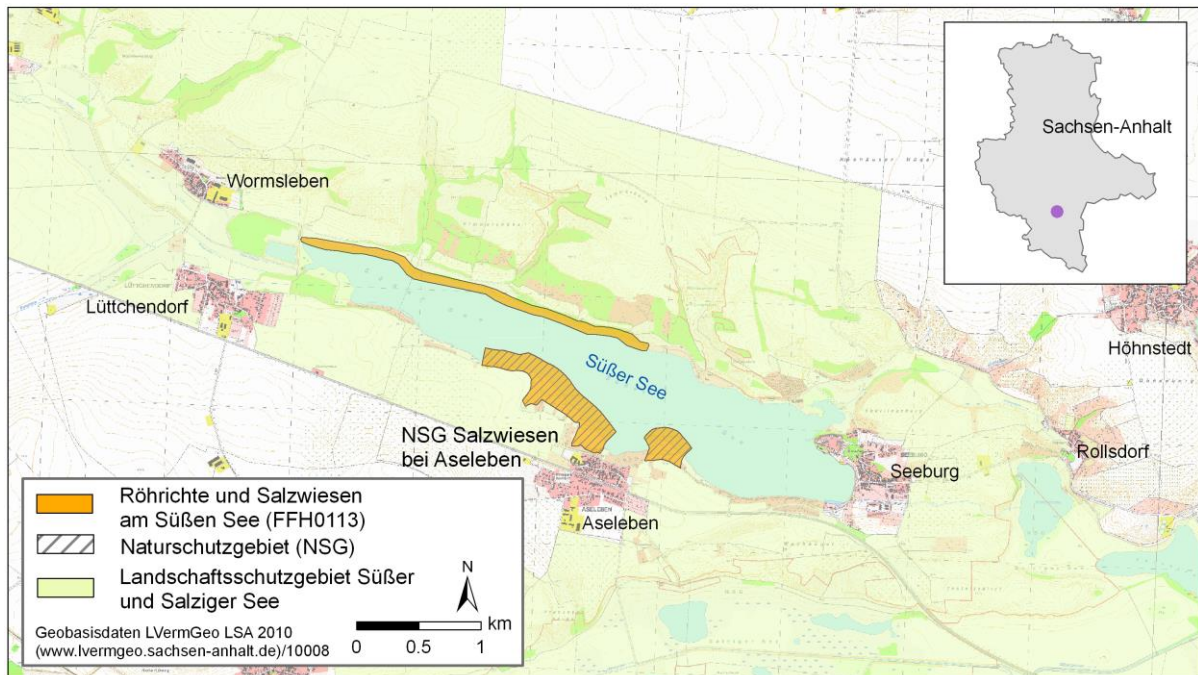 Sachsen-Anhalt
Wormsleben
Lüttchendorf
LÜTTSCHENDORF
Höhnstedt
Süßer See
NSG Salzwiesen
bei Aseleben
Seeburg
Rollsdorf
ASELEBEN
Aseleben
Röhrichte und Salzwiesen
am Süßen See (FFH0113)
Naturschutzgebiet (NSG)
Landschaftsschutzgebiet Süßer
und Salziger See
Geobasisdaten LVermGeo LSA 2010
(www.lvermgeo.sachsen-anhalt.de)/10008
N
km
0 0.5 1